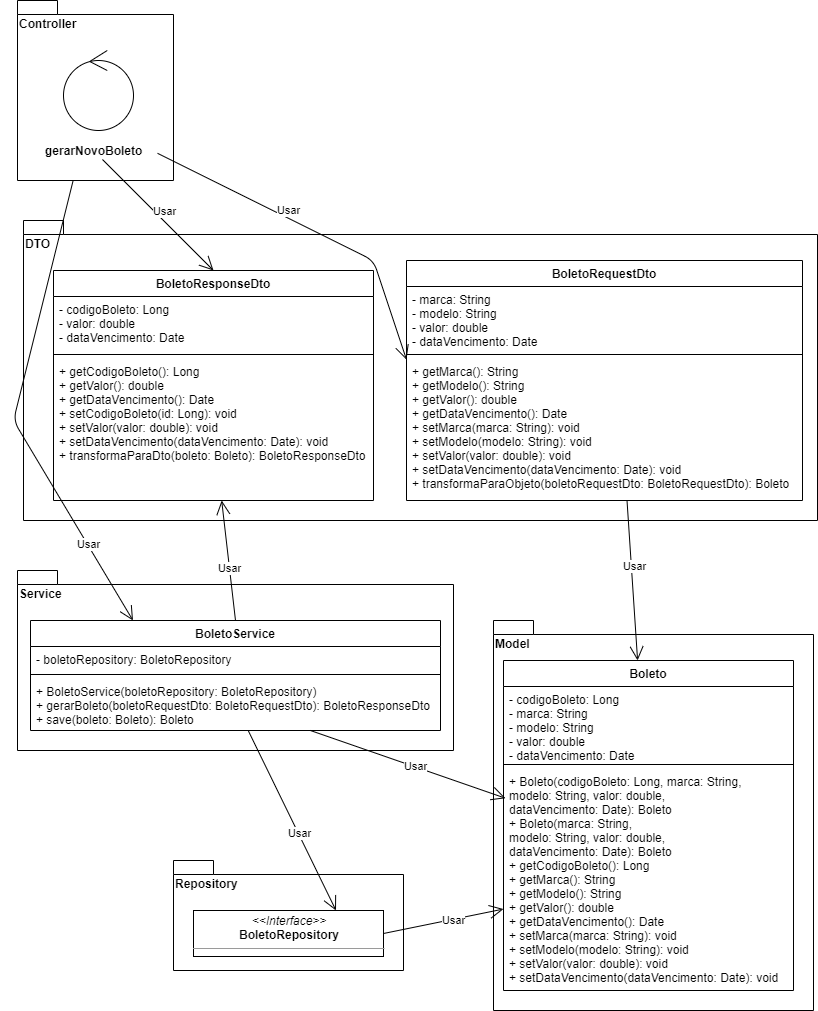 Controller
gerarNovoBoleto
Usar
Usar
DTO
BoletoResponseDto
- codigoBoleto: Long
- valor: double
- dataVencimento: Date
+ getCodigoBoleto(): Long
+ getValor(): double
+ getDataVencimento(): Date
+ setCodigoBoleto(id: Long): void
+ setValor(valor: double): void
+ setDataVencimento(dataVencimento: Date): void
+ transformaParaDto(boleto: Boleto): BoletoResponseDto
BoletoRequestDto
- marca: String
- modelo: String
- valor: double
- dataVencimento: Date
+ getMarca(): String
+ getModelo(): String
+ getValor(): double
+ getDataVencimento(): Date
+ setMarca(marca: String): void
+ setModelo(modelo: String): void
+ setValor(valor: double): void
+ setDataVencimento(dataVencimento: Date): void
+ transformaParaObjeto(boletoRequestDto: BoletoRequestDto): Boleto
Usar
Usar
Usar
Service
BoletoService
- boletoRepository: BoletoRepository
+ BoletoService(boletoRepository: BoletoRepository)
+ gerarBoleto(boletoRequestDto: BoletoRequestDto): BoletoResponseDto
+ save(boleto: Boleto): Boleto
Model
Boleto
- codigoBoleto: Long
- marca: String
- modelo: String
- valor: double
- dataVencimento: Date
+ Boleto(codigoBoleto: Long, marca: String,
modelo: String, valor: double,
dataVencimento: Date): Boleto
+ Boleto(marca: String,
modelo: String, valor: double,
dataVencimento: Date): Boleto
+ getCodigoBoleto(): Long
+ getMarca(): String
+ getModelo(): String
+ getValor(): double
+ getDataVencimento(): Date
+ setMarca(marca: String): void
+ setModelo(modelo: String): void
+ setValor(valor: double): void
+ setDataVencimento(dataVencimento: Date): void
Usar
Usar
Repository
<<Interface>>
BoletoRepository
Usar